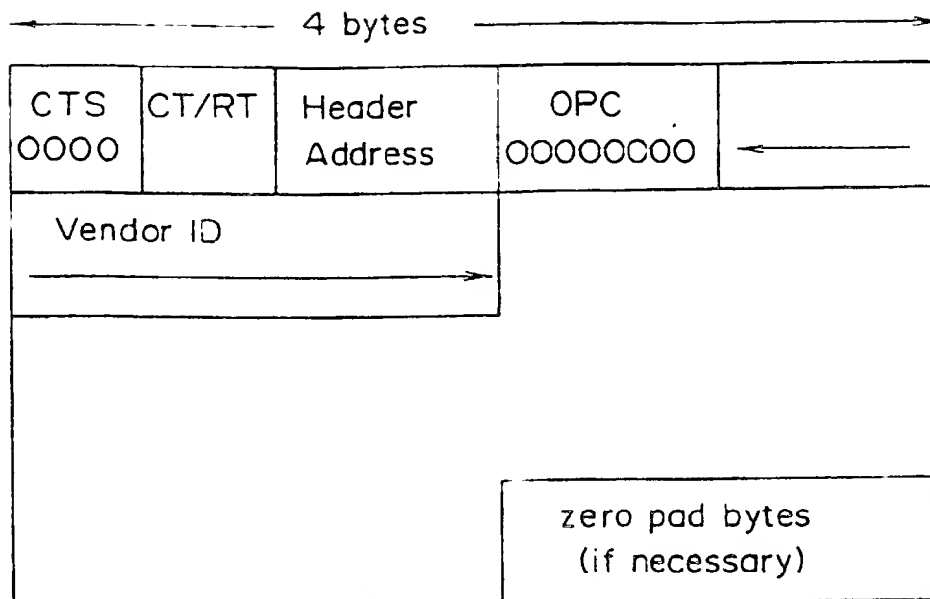 4 bytes
CTS CT/RT Header OPC
0000 Address 00000000
Vendor ID
zero pad bytes
(if necessary)